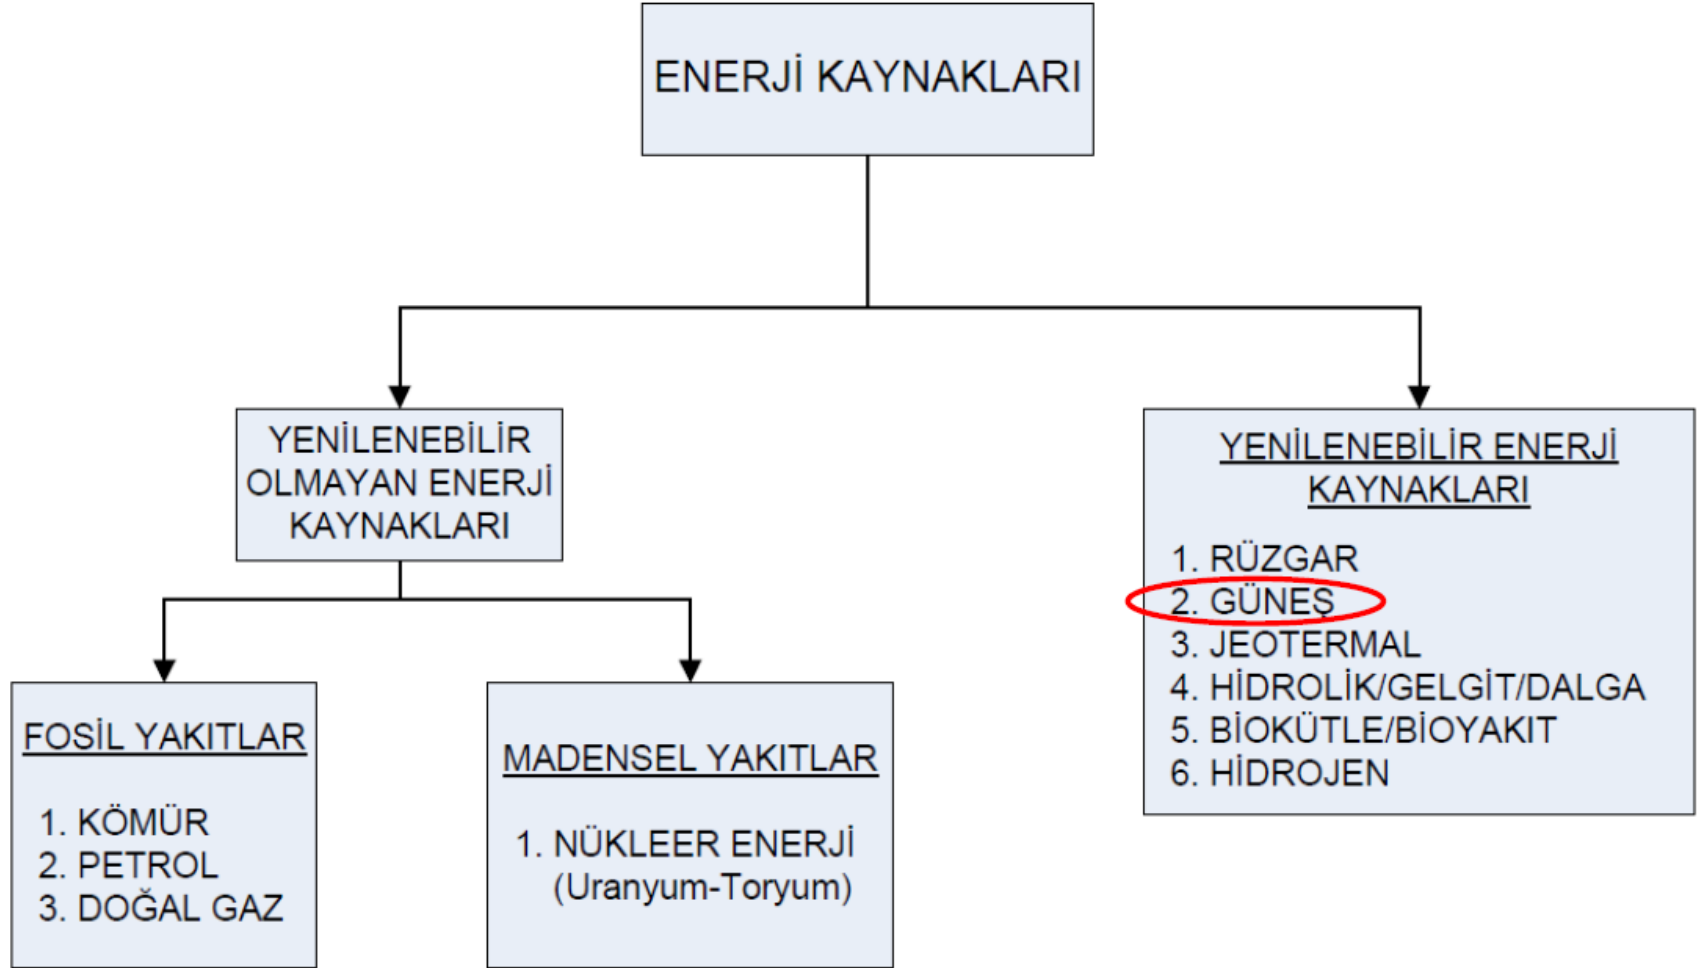 ENERJİ KAYNAKLARI
YENİLENEBİLİR
OLMAYAN ENERJİ
KAYNAKLARI
FOSİL YAKITLAR
1. KÖMÜR
2. PETROL
3. DOĞAL GAZ
MADENSEL YAKITLAR
1. NÜKLEER ENERJİ
(Uranyum-Toryum)
YENİLENEBİLİR ENERJİ
KAYNAKLARI
1. RÜZGAR
2. GÜNEŞ
3. JEOTERMAL
4. HİDROLİK/GELGİT/DALGA
5. BİOKÜTLE/BİOYAKIT
6. HİDROJEN